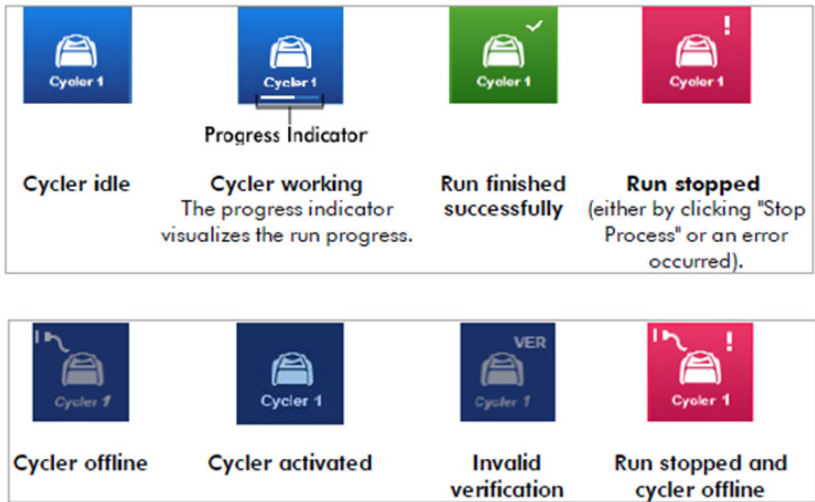 Cycler 1
Cycler 1
Cycler 1
Cycler 1
Progress Indicator
Cycler idle
Cycler working
The progress indicator
visualizes the run progress.
Run finished
successfully
Run stopped
(either by clicking "Stop
Process" or an error
occurred).
Cycler 1
Cycler 1
VER
Cycler 1
Cycler 1
Cycler offline
Cycler activated
Invalid
verification
Run stopped and
cycler offline